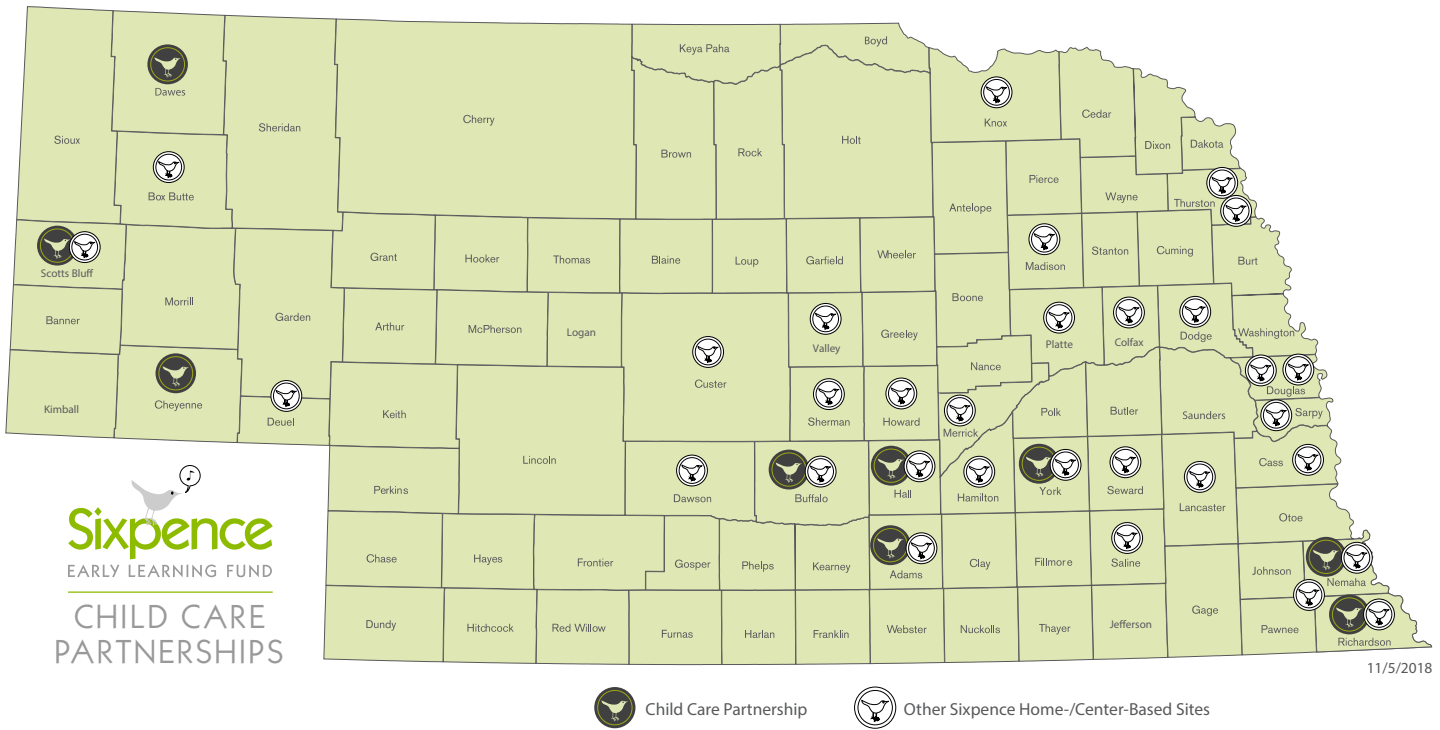 Keya Paha
Boyd
Dawes
Knox
Cedar
Sheridan
Cherry
Sioux
Brown
Rock
Holt
Dixon
Dakota
Box Butte
Pierce
Wayne
Thurston
Antelope
Scotts Bluff
Grant
Hooker
Thomas
Blaine
Loup
Garfield
Wheeler
Madison
Stanton
Cuming
Burt
Morrill
Garden
Banner
Arthur
McPherson
Logan
Boone
Valley
Greeley
Platte
Colfax
Dodge
Washington
Custer
Nance
Douglas
Kimball
Cheyenne
Deuel
Keith
Sherman
Howard
Merrick
Polk
Butler
Saunders
Sarpy
Lincoln
Perkins
Dawson
Buffalo
Hall
Hamilton
York
Seward
Lancaster
Cass
Otoe
Chase
Hayes
Frontier
Gosper
Phelps
Kearney
Adams
Clay
Fillmore
Saline
Johnson
Nemaha
Dundy
Hitchcock
Red Willow
Furnas
Harlan
Franklin
Webster
Nuckolls
Thayer
Jefferson
Gage
Pawnee
Richardson
Sixpence
EARLY LEARNING FUND
CHILD CARE
PARTNERSHIPS
11/5/2018
Child Care Partnership
Other Sixpence Home-/Center-Based Sites